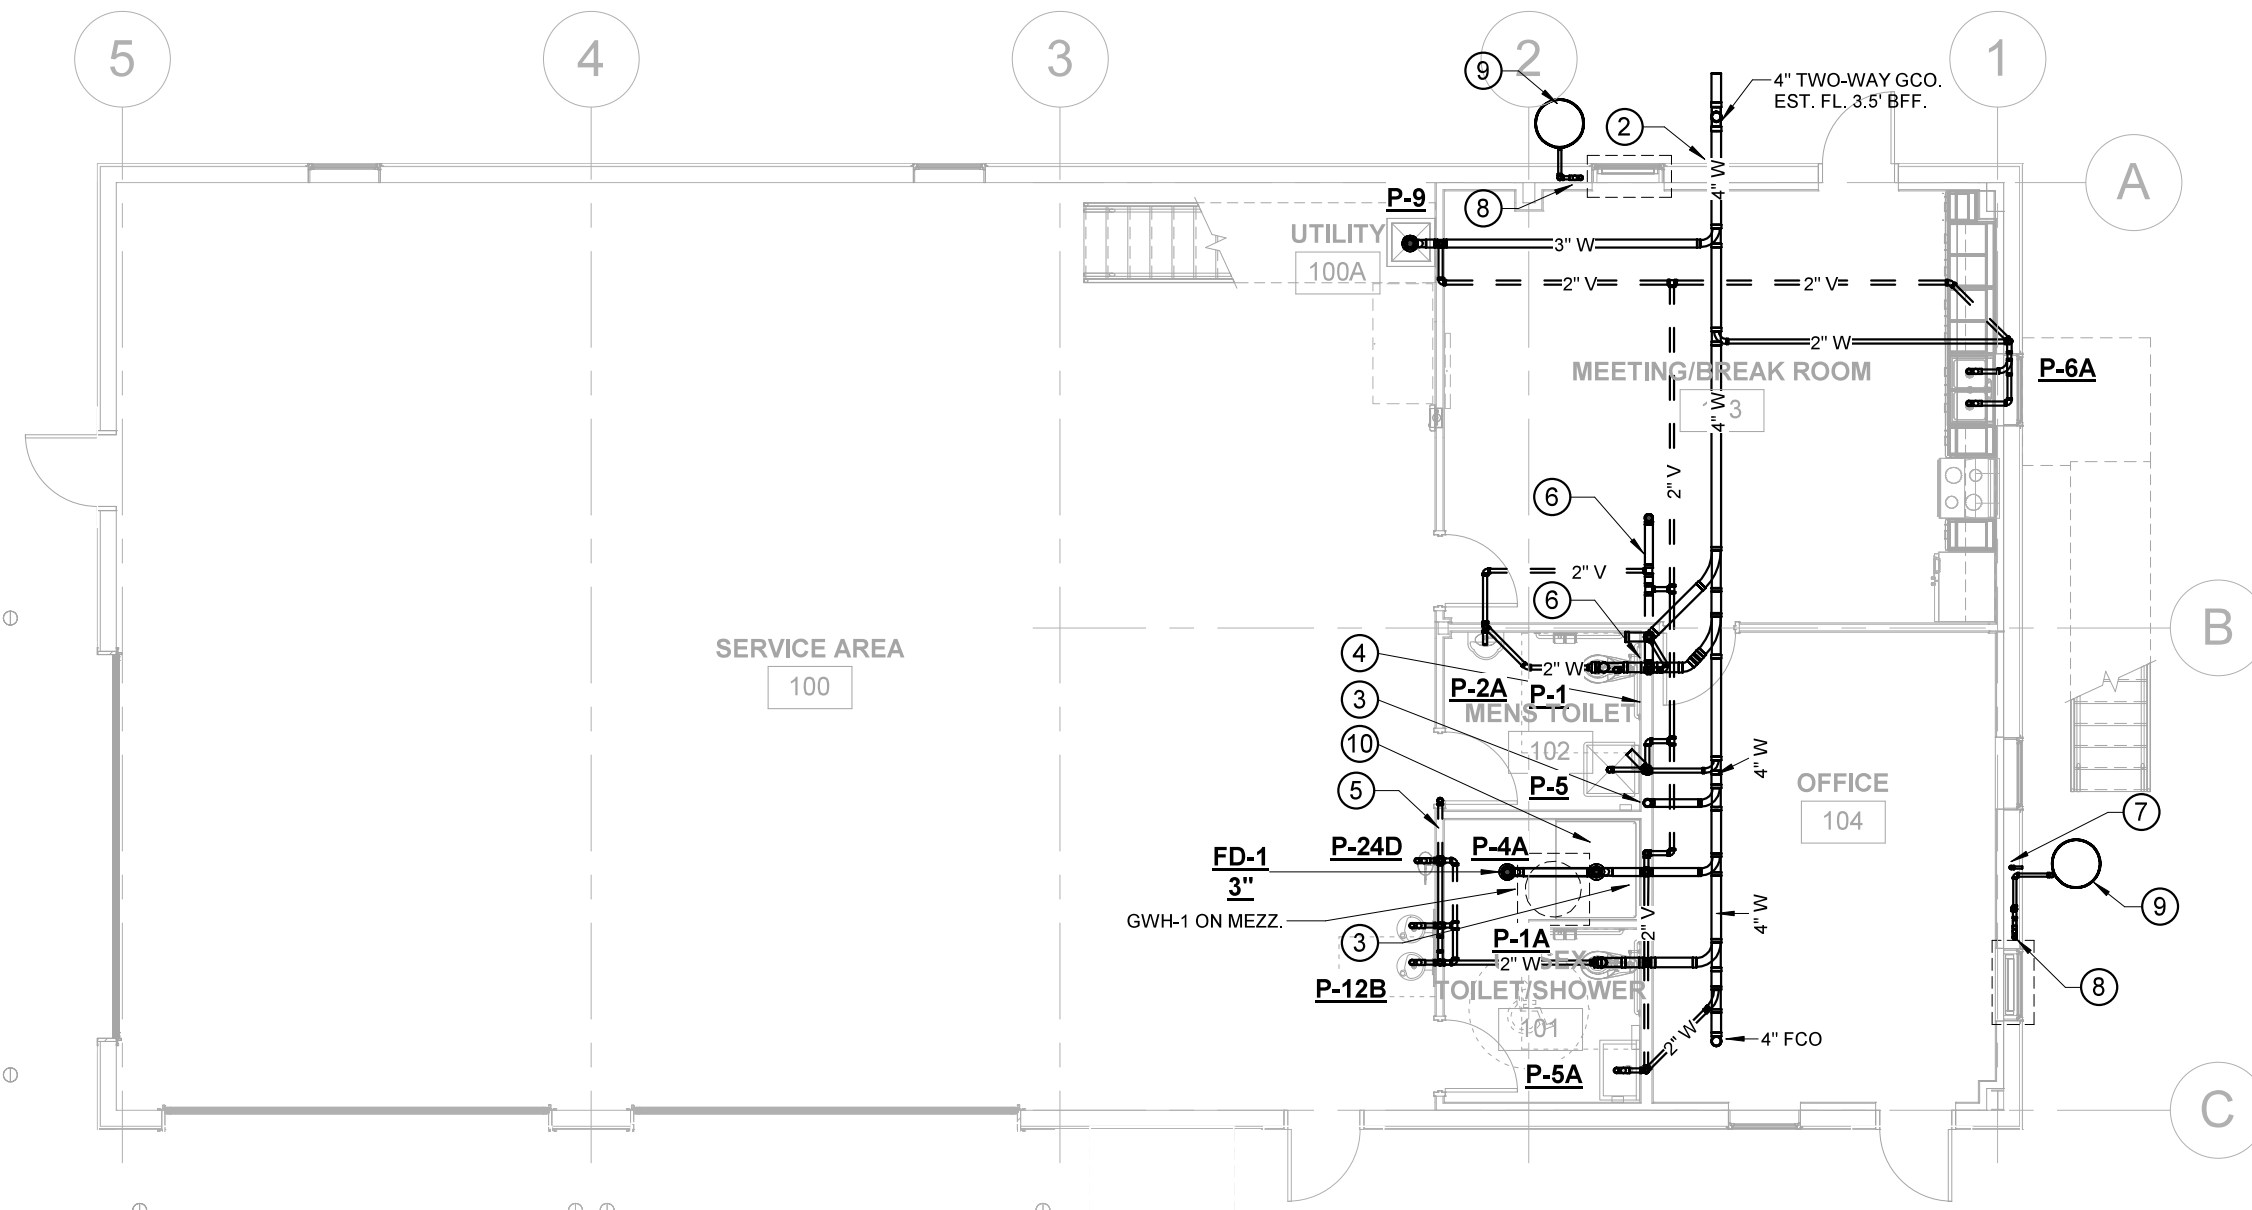 5
4
3
2
1
9
4" TWO-WAY GCO.
EST. FL. 3.5' BFF.
2
A
4" W
P-9
8
UTILITY
100A
3" W
2" V
2" V
2" W
MEETING/BREAK ROOM
P-6A
3
4" W
2" V
6
2" V
6
B
SERVICE AREA
100
4
2" W
P-2A
P-1
3
MENS TOILET
10
102
4" W
OFFICE
104
5
P-5
7
P-24D
P-4A
FD-1
3"
GWH-1 ON MEZZ.
2" V
4" W
9
3
P-1A
2" W
SEX
P-12B
TOILET/SHOWER
8
101
2" W
4" FCO
P-5A
C